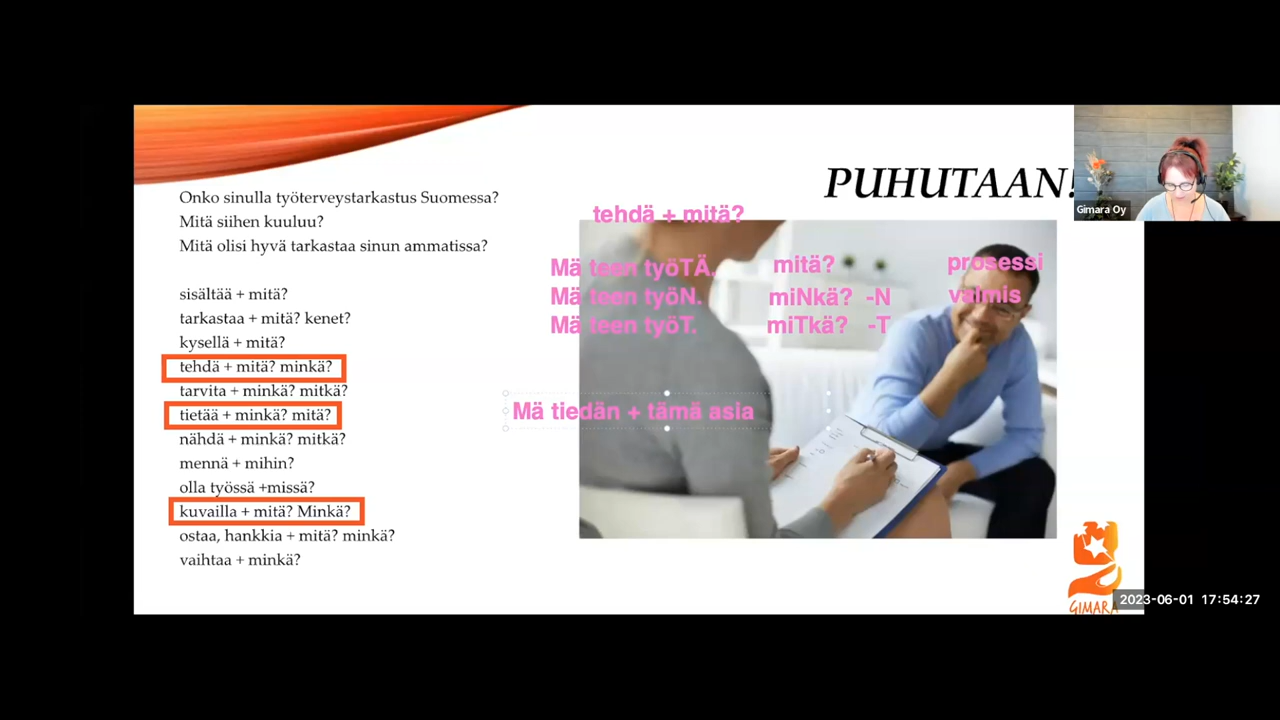 PUHUTAAN!
Gimara Oy
Onko sinulla työterveystarkastus Suomessa?
Mitä siihen kuuluu?
Mitä olisi hyvä tarkastaa sinun ammatissa?
sisältää + mitä?
tarkastaa + mitä? kenet?
kysellä + mitä?
tehdä + mitä? minkä?
tarvita + minkä? mitkä?
tietää + minkä? mitä?
nähdä + minkä? mitkä?
mennä + mihin?
olla työssä +missä?
kuvailla + mitä? Minkä?
ostaa, hankkia + mitä? minkä?
vaihtaa + minkä?
tehdä + mitä?
Mä teen työTÄ. mitä? prosessi
Mä teen työN. miNkä? -N valmis
Mä teen työT. miTkä? -T
Mä tiedän + tämä asia
GIMARA
2023-06-01 17:54:27